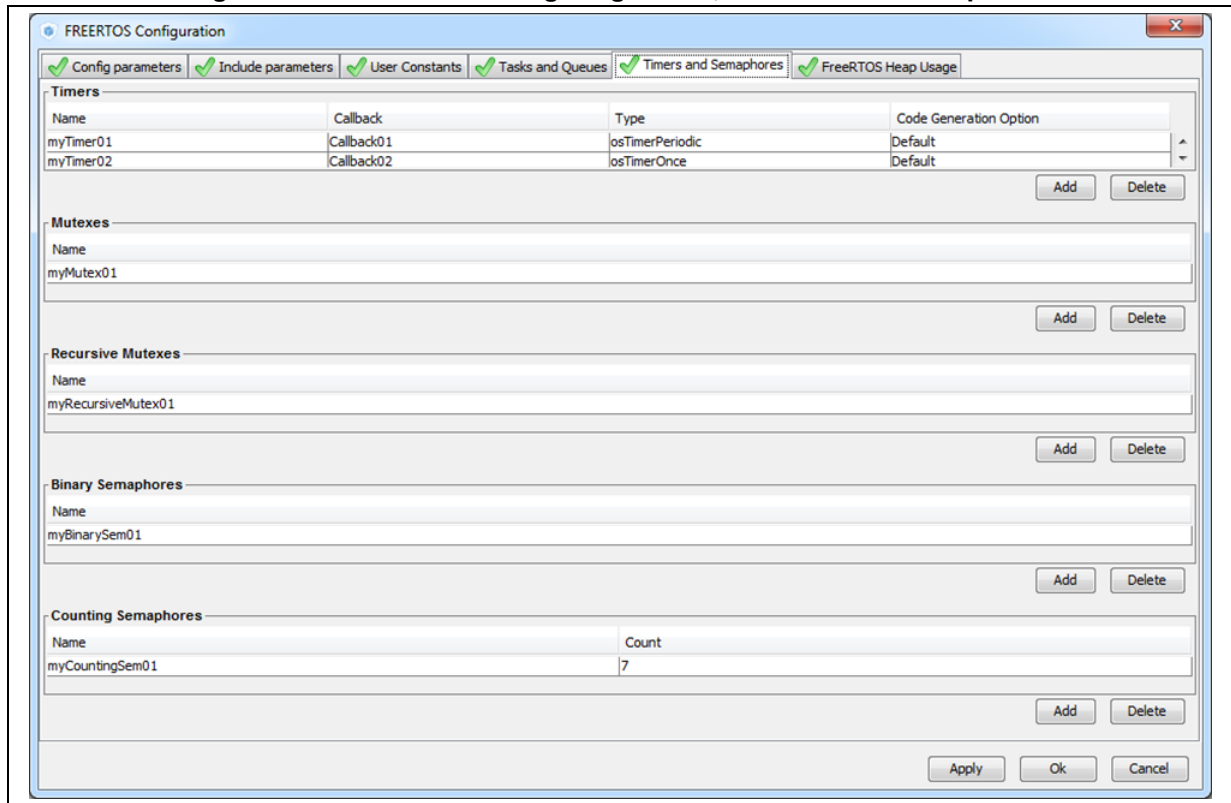 FREERTOS Configuration
Config parameters Include parameters User Constants Tasks and Queues Timers and Semaphores FreeRTOS Heap Usage
Timers
Name Callback Type Code Generation Option
myTimer01 Callback01 osTimerPeriodic Default
myTimer02 Callback02 osTimerOnce Default
Add Delete
Mutexes
Name
myMutex01
Add Delete
Recursive Mutexes
Name
myRecursiveMutex01
Add Delete
Binary Semaphores
Name
myBinarySem01
Add Delete
Counting Semaphores
Name Count
myCountingSem01 7
Add Delete
Apply Ok Cancel